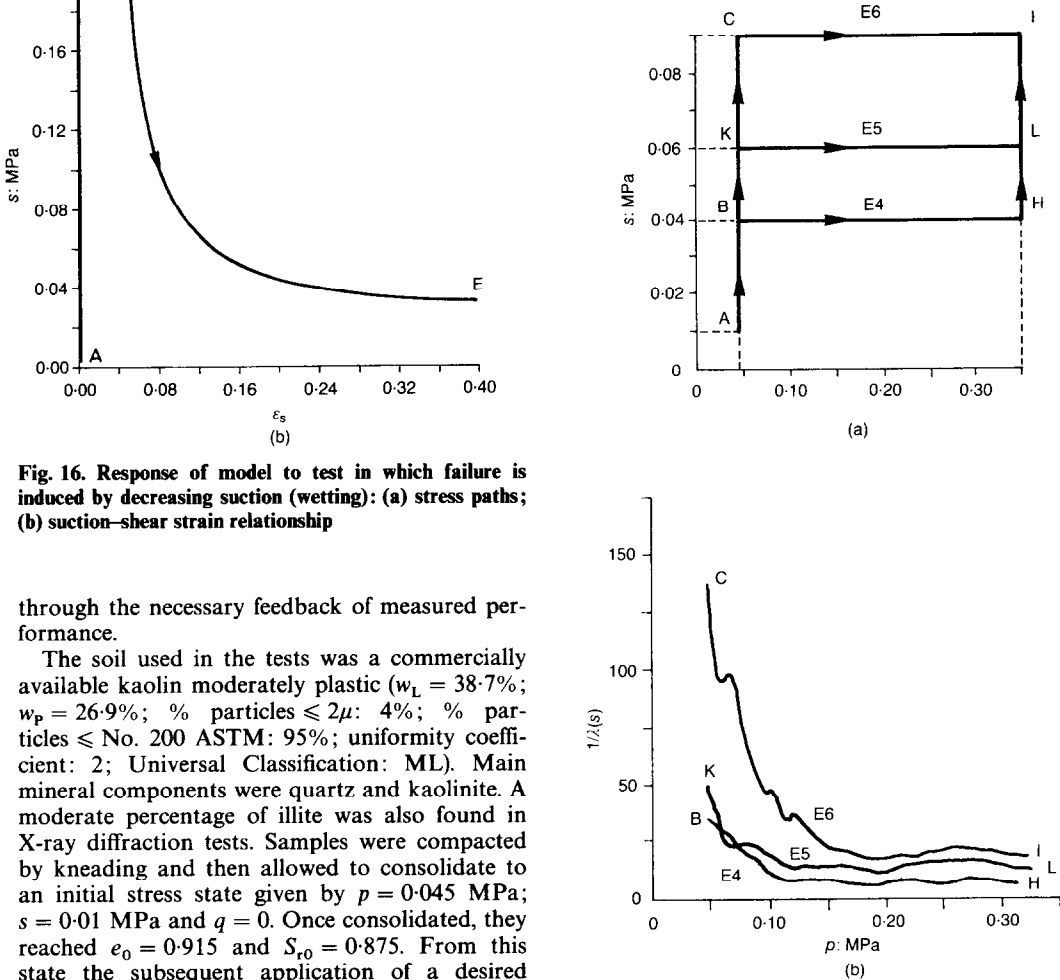 0·16
0·12
0·08
0·04
0·00
s: MPa
A
E
0·00 0·08 0·16 0·24 0·32 0·40
εs
(b)
Fig. 16. Response of model to test in which failure is
induced by decreasing suction (wetting): (a) stress paths;
(b) suction–shear strain relationship
through the necessary feedback of measured per-
formance.
The soil used in the tests was a commercially
available kaolin moderately plastic (wL = 38·7%;
wP = 26·9%; % particles ⩽ 2μ: 4%; % par-
ticles ⩽ No. 200 ASTM: 95%; uniformity coeffi-
cient: 2; Universal Classification: ML). Main
mineral components were quartz and kaolinite. A
moderate percentage of illite was also found in
X-ray diffraction tests. Samples were compacted
by kneading and then allowed to consolidate to
an initial stress state given by p = 0·045 MPa;
s = 0·01 MPa and q = 0. Once consolidated, they
reached e0 = 0·915 and Sr0 = 0·875. From this
state the subsequent application of a desired
C E6 I
0·08
K E5 L
0·06
s: MPa
B E4 H
0·04
0·02
A
0
0 0·10 0·20 0·30
(a)
150
C
100
1/λ(s)
K
50
B
E6
E5
E4
I
L
H
0
0 0·10 0·20 0·30
p: MPa
(b)